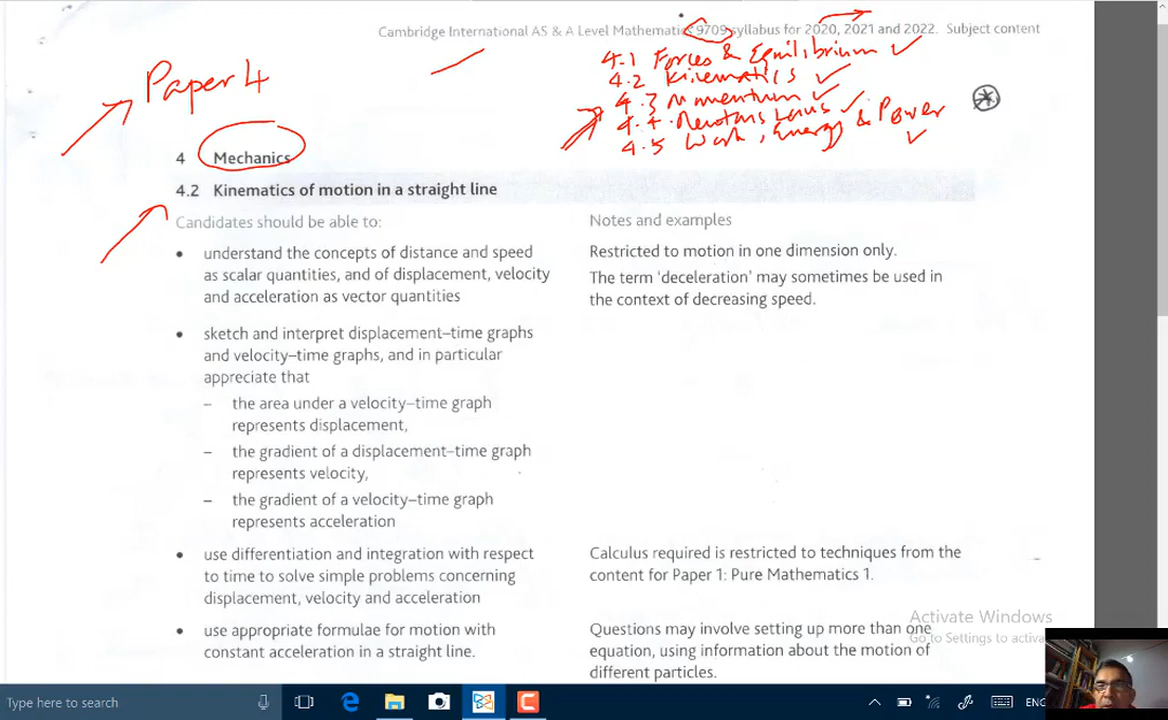 Cambridge International AS & A Level Mathematics 9709 syllabus for 2020, 2021 and 2022. Subject content
4.1 Forces & Equilibrium
4.2 Kinematics
4.3 Momentum
4.4 Newtons Laws
4.5 Work, Energy & Power
Paper 4
4 Mechanics
4.2 Kinematics of motion in a straight line
Candidates should be able to:
Notes and examples
• understand the concepts of distance and speed
as scalar quantities, and of displacement, velocity
and acceleration as vector quantities
Restricted to motion in one dimension only.
The term 'deceleration' may sometimes be used in
the context of decreasing speed.
• sketch and interpret displacement–time graphs
and velocity–time graphs, and in particular
appreciate that
– the area under a velocity–time graph
represents displacement,
– the gradient of a displacement–time graph
represents velocity,
– the gradient of a velocity–time graph
represents acceleration
• use differentiation and integration with respect
to time to solve simple problems concerning
displacement, velocity and acceleration
Calculus required is restricted to techniques from the
content for Paper 1: Pure Mathematics 1.
• use appropriate formulae for motion with
constant acceleration in a straight line.
Questions may involve setting up more than one
equation, using information about the motion of
different particles.
Activate Windows
Go to Settings to activa
Type here to search
ENG